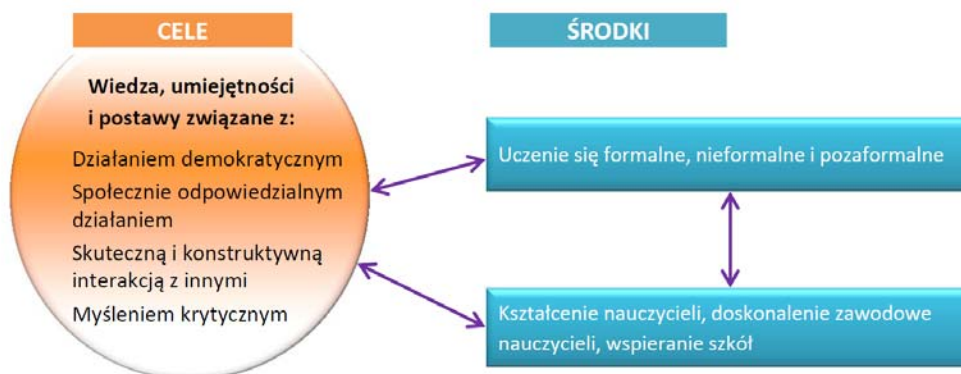 CELE
Wiedza, umiejętności
i postawy związane z:
Działaniem demokratycznym
Społecznie odpowiedzialnym
działaniem
Skuteczną i konstruktywną
interakcją z innymi
Myśleniem krytycznym
ŚRODKI
Uczenie się formalne, nieformalne i pozaformalne
Kształcenie nauczycieli, doskonalenie zawodowe
nauczycieli, wspieranie szkół